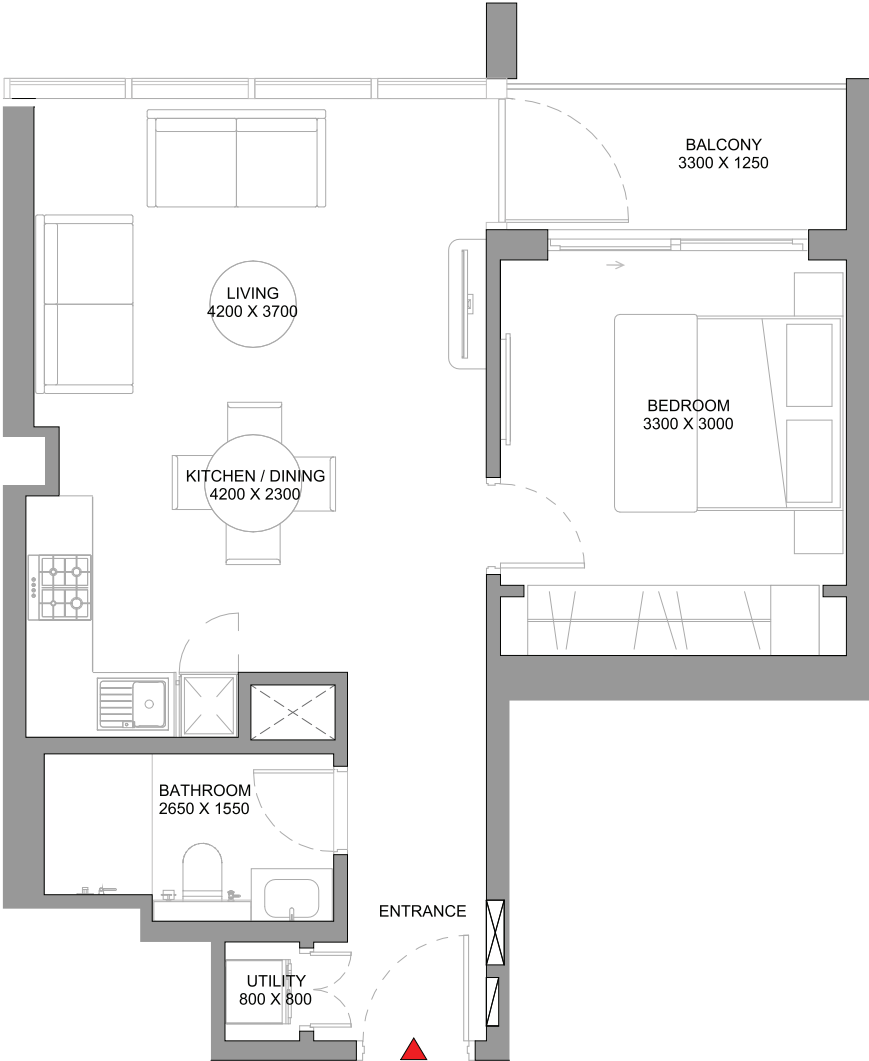 BALCONY
3300 X 1250
LIVING
4200 X 3700
BEDROOM
3300 X 3000
KITCHEN / DINING
4200 X 2300
BATHROOM
2650 X 1550
ENTRANCE
UTILITY
800 X 800